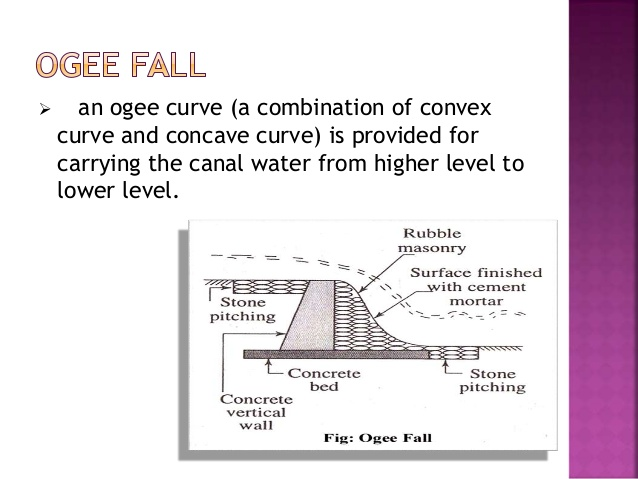 OGEE FALL
an ogee curve (a combination of convex
curve and concave curve) is provided for
carrying the canal water from higher level to
lower level.
Rubble
masonry
Surface finished
with cement
mortar
Stone
pitching
Concrete
bed
Stone
pitching
Concrete
vertical
wall
Fig: Ogee Fall